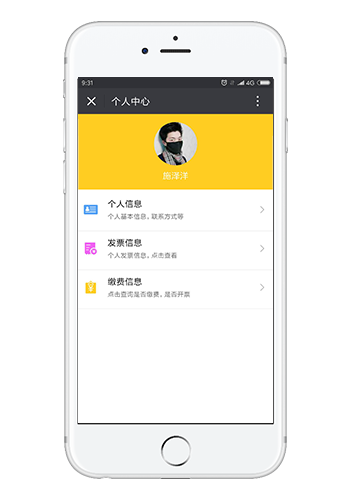 9:31
4G
个人中心
施洋洋
个人信息
个人基本信息，联系方式等
发票信息
个人发票信息，点击查看
缴费信息
点击查询是否缴费，是否开票